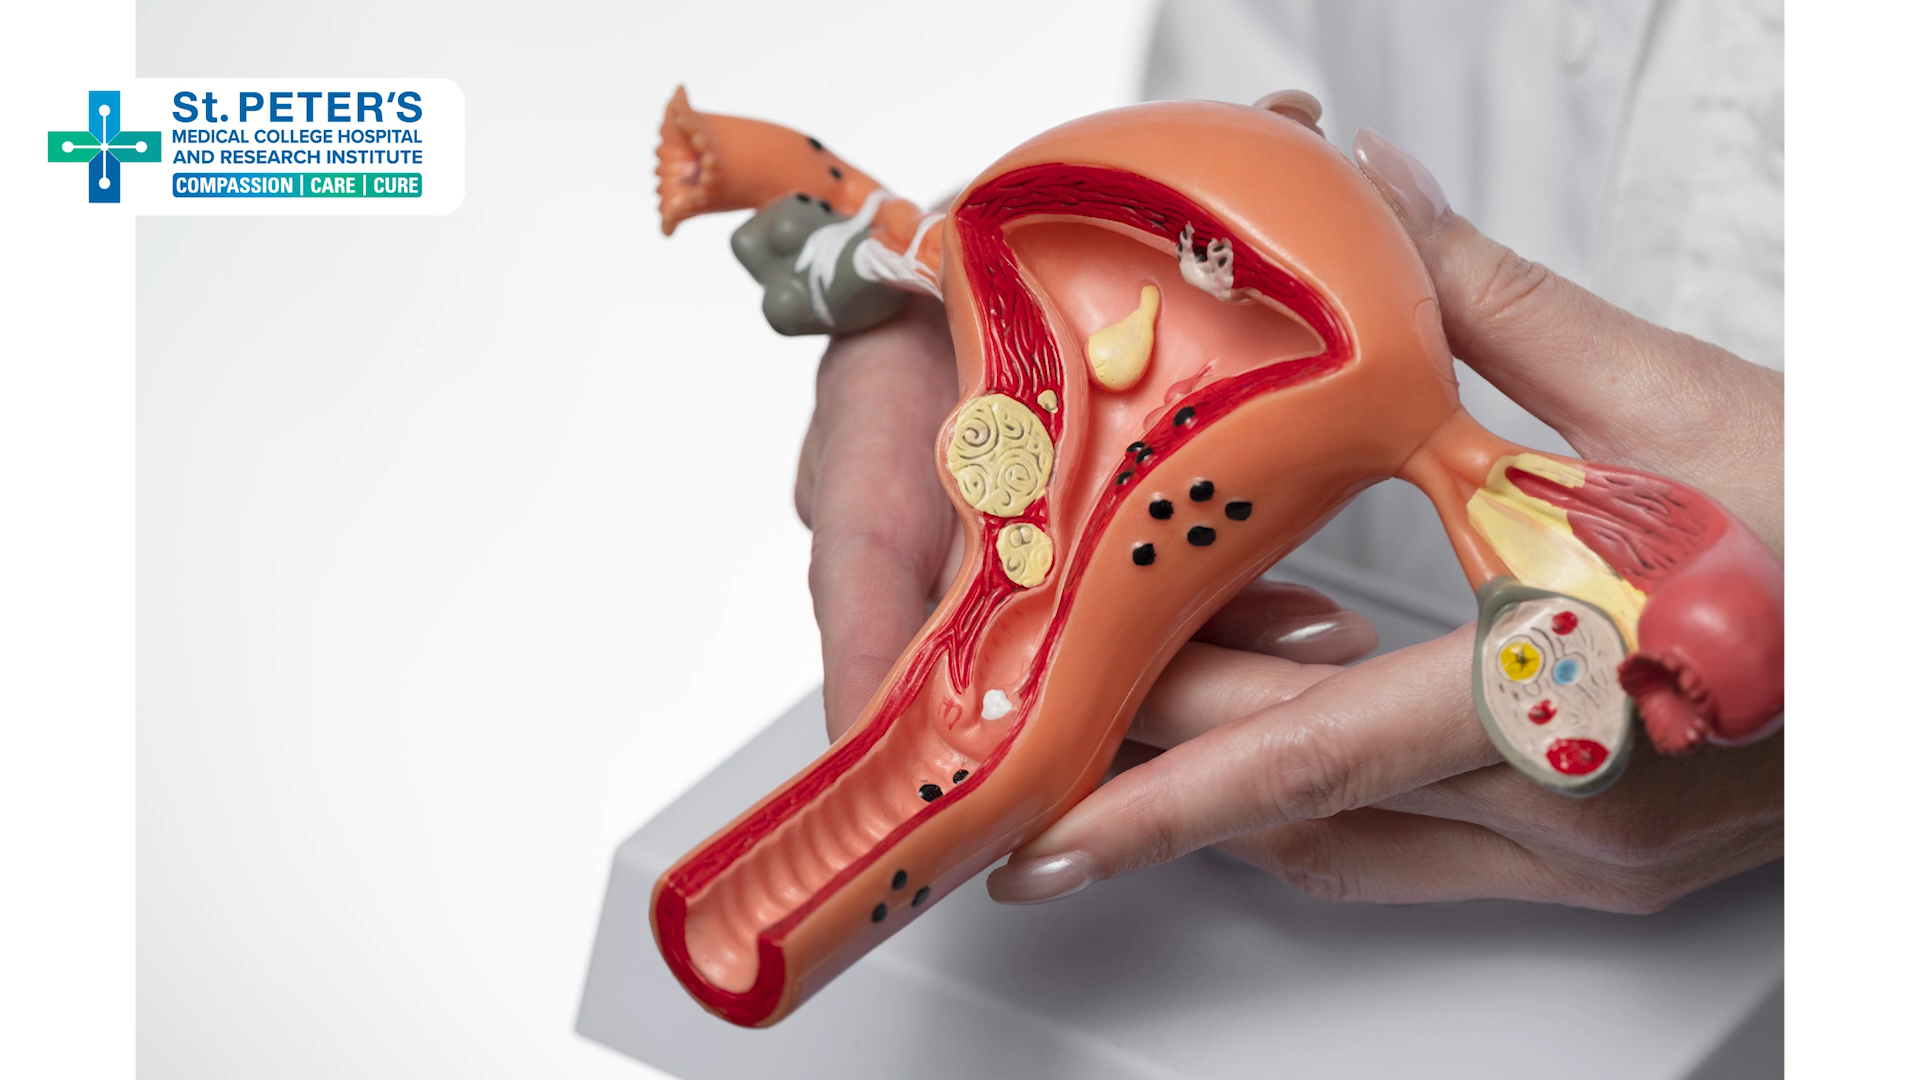 St. PETER'S
MEDICAL COLLEGE HOSPITAL
AND RESEARCH INSTITUTE
COMPASSION | CARE | CURE